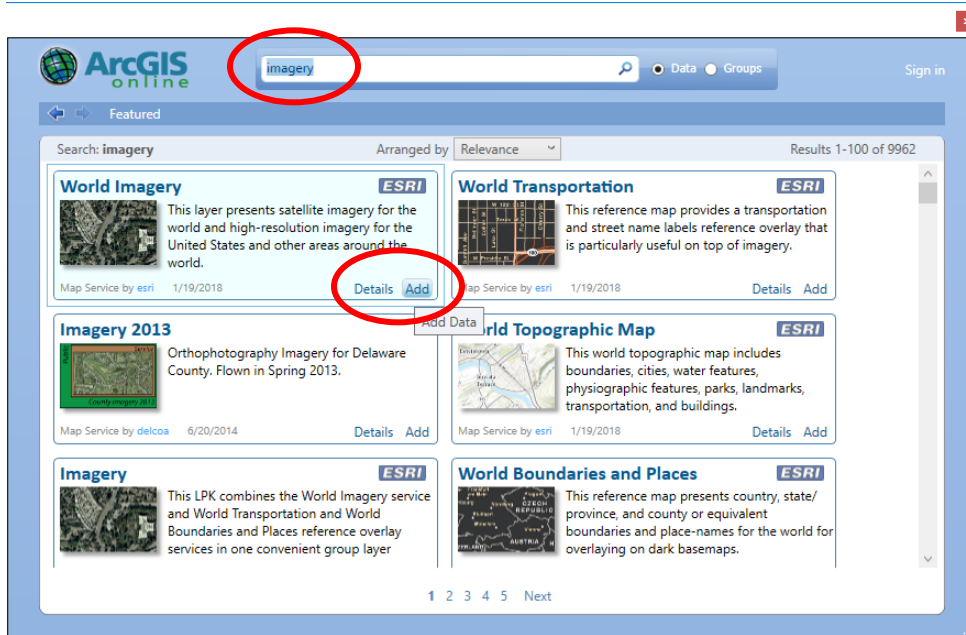 ArcGIS
online
imagery
Data Groups
Sign in
Featured
Search: imagery
Arranged by Relevance
Results 1-100 of 9962
World Imagery
ESRI
This layer presents satellite imagery for the
world and high-resolution imagery for the
United States and other areas around the
world.
Map Service by esri 1/19/2018
Details Add
World Transportation
ESRI
This reference map provides a transportation
and street name labels reference overlay that
is particularly useful on top of imagery.
Map Service by esri 1/19/2018
Details Add
Add Data
Imagery 2013
Orthophotography Imagery for Delaware
County. Flown in Spring 2013.
County imagery 2013
Map Service by delcoa 6/20/2014
Details Add
Topographic Map
ESRI
This world topographic map includes
boundaries, cities, water features,
physiographic features, parks, landmarks,
transportation, and buildings.
Map Service by esri 1/19/2018
Details Add
Imagery
ESRI
This LPK combines the World Imagery service
and World Transportation and World
Boundaries and Places reference overlay
services in one convenient group layer
World Boundaries and Places
ESRI
This reference map presents country, state/
province, and county or equivalent
boundaries and place-names for the world for
overlaying on dark basemaps.
CZECH
REPUBLIC
AUSTRIA
1 2 3 4 5 Next